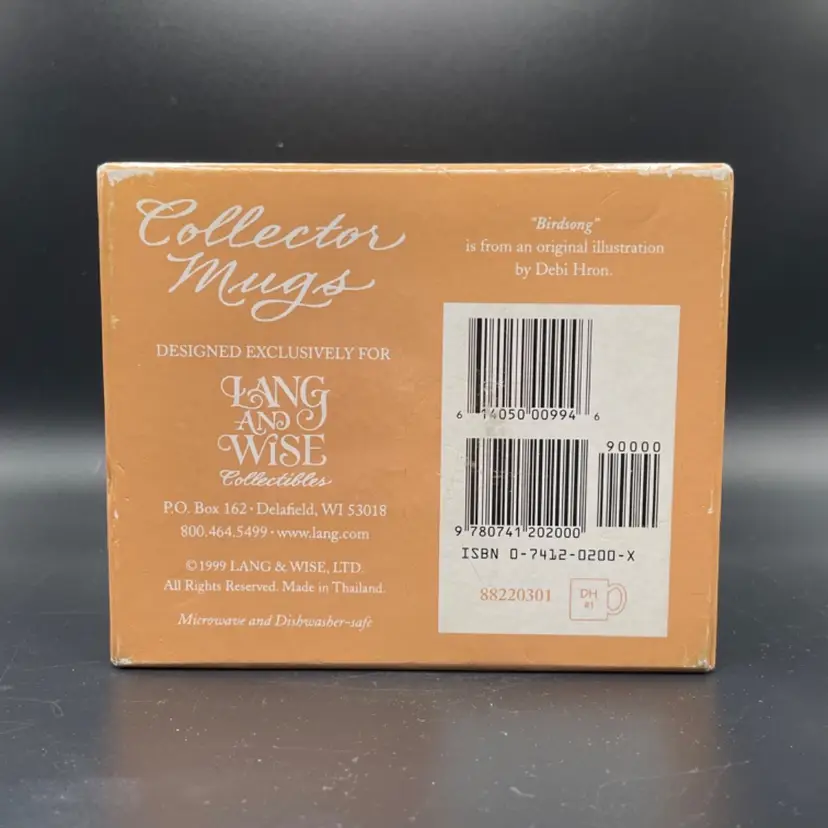 Collector
Mugs
DESIGNED EXCLUSIVELY FOR
LANG
AND
WISE
Collectibles
P.O. Box 162 · Delafield, WI 53018
800.464.5499 · www.lang.com
©1999 LANG & WISE, LTD.
All Rights Reserved. Made in Thailand.
Microwave and Dishwasher-safe
"Birdsong"
is from an original illustration
by Debi Hron.
6 14050 00994 6
90000
9 780741 202000
ISBN 0-7412-0200-X
88220301
DH
#1